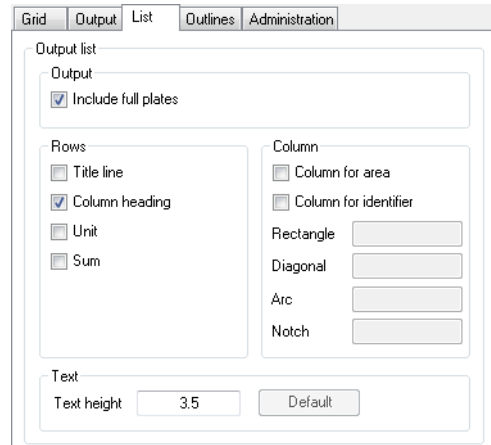 Grid Output List Outlines Administration
Output list
Output
Include full plates
Rows
Title line
Column heading
Unit
Sum
Column
Column for area
Column for identifier
Rectangle
Diagonal
Arc
Notch
Text
Text height 3.5 Default